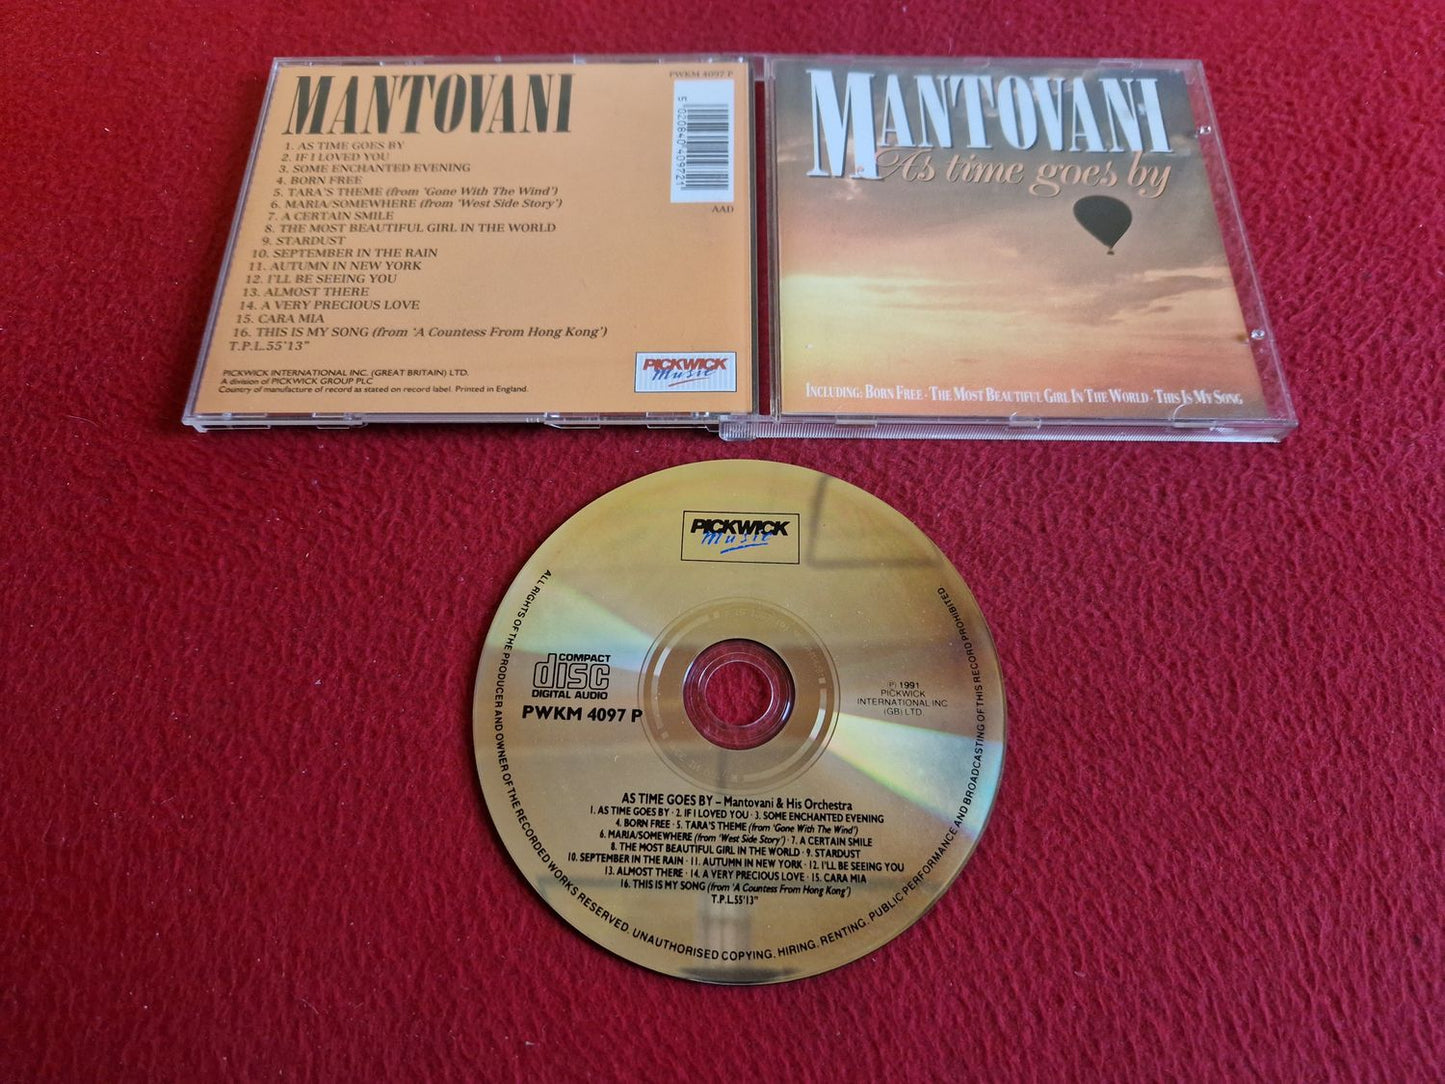 MANTOVANI
PWKM 4097 P
5 020840 409721
AAD
1. AS TIME GOES BY
2. IF I LOVED YOU
3. SOME ENCHANTED EVENING
4. BORN FREE
5. TARA'S THEME (from 'Gone With The Wind')
6. MARIA/SOMEWHERE (from 'West Side Story')
7. A CERTAIN SMILE
8. THE MOST BEAUTIFUL GIRL IN THE WORLD
9. STARDUST
10. SEPTEMBER IN THE RAIN
11. AUTUMN IN NEW YORK
12. I'LL BE SEEING YOU
13. ALMOST THERE
14. A VERY PRECIOUS LOVE
15. CARA MIA
16. THIS IS MY SONG (from 'A Countess From Hong Kong')
T.P.L.55'13"
PICKWICK INTERNATIONAL INC. (GREAT BRITAIN) LTD.
A division of PICKWICK GROUP PLC
Country of manufacture of record as stated on record label. Printed in England.
PICKWICK
Music
MANTOVANI
As time goes by
INCLUDING: BORN FREE · THE MOST BEAUTIFUL GIRL IN THE WORLD · THIS IS MY SONG
PICKWICK
Music
COMPACT
disc
DIGITAL AUDIO
PWKM 4097 P
℗ 1991
PICKWICK
INTERNATIONAL INC
(GB) LTD.
AS TIME GOES BY – Mantovani & His Orchestra
1. AS TIME GOES BY · 2. IF I LOVED YOU · 3. SOME ENCHANTED EVENING
4. BORN FREE · 5. TARA'S THEME (from 'Gone With The Wind')
6. MARIA/SOMEWHERE (from 'West Side Story') · 7. A CERTAIN SMILE
8. THE MOST BEAUTIFUL GIRL IN THE WORLD · 9. STARDUST
10. SEPTEMBER IN THE RAIN · 11. AUTUMN IN NEW YORK · 12. I'LL BE SEEING YOU
13. ALMOST THERE · 14. A VERY PRECIOUS LOVE · 15. CARA MIA
16. THIS IS MY SONG (from 'A Countess From Hong Kong')
T.P.L.55'13"
ALL RIGHTS OF THE PRODUCER AND OWNER OF THE RECORDED WORKS RESERVED. UNAUTHORISED COPYING. HIRING. RENTING. PUBLIC PERFORMANCE AND BROADCASTING OF THIS RECORD PROHIBITED